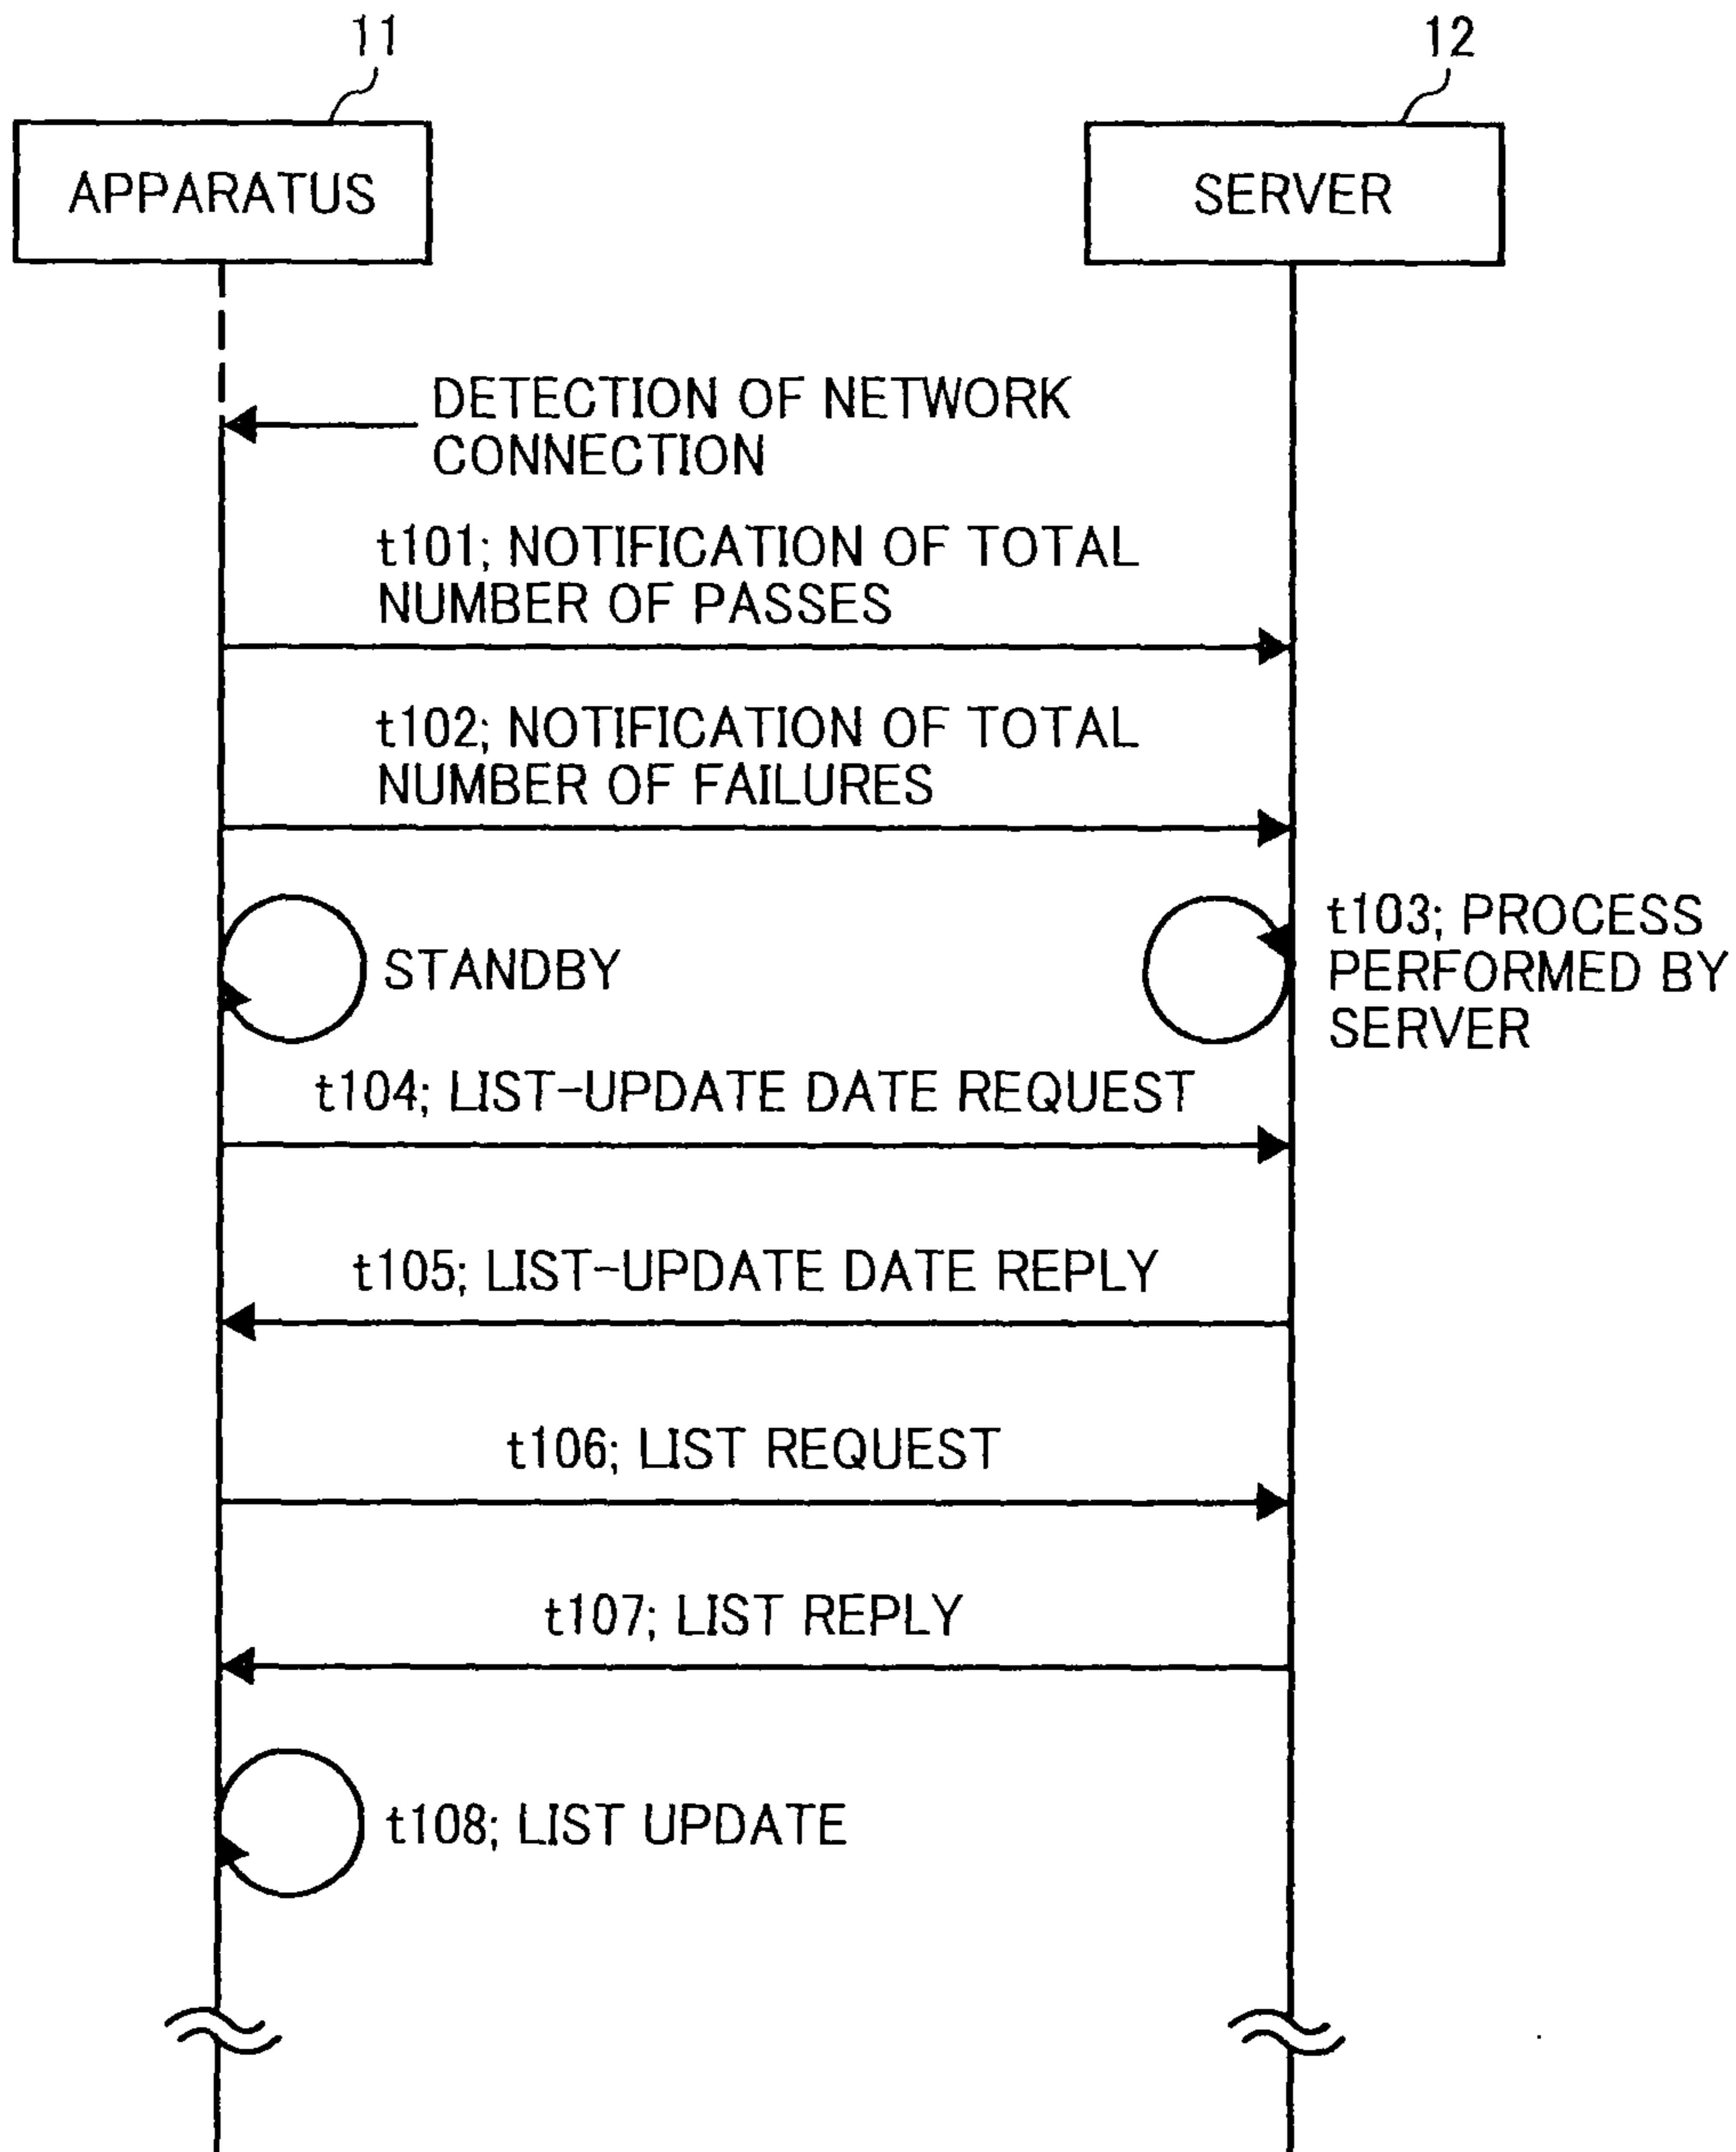 11
12
APPARATUS
SERVER
DETECTION OF NETWORK
CONNECTION
t101; NOTIFICATION OF TOTAL
NUMBER OF PASSES
t102; NOTIFICATION OF TOTAL
NUMBER OF FAILURES
STANDBY
t103; PROCESS
PERFORMED BY
SERVER
t104; LIST-UPDATE DATE REQUEST
t105; LIST-UPDATE DATE REPLY
t106; LIST REQUEST
t107; LIST REPLY
t108; LIST UPDATE